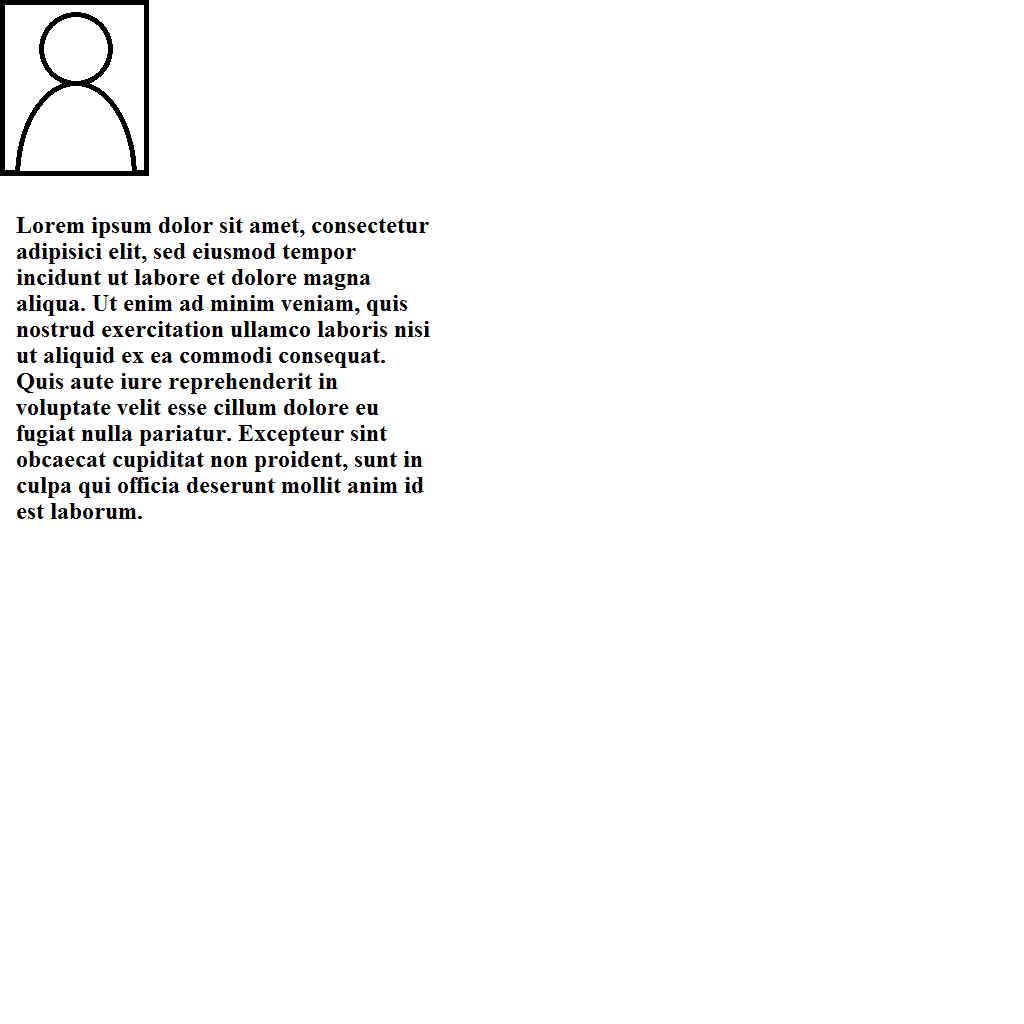 Lorem ipsum dolor sit amet, consectetur
adipisici elit, sed eiusmod tempor
incidunt ut labore et dolore magna
aliqua. Ut enim ad minim veniam, quis
nostrud exercitation ullamco laboris nisi
ut aliquid ex ea commodi consequat.
Quis aute iure reprehenderit in
voluptate velit esse cillum dolore eu
fugiat nulla pariatur. Excepteur sint
obcaecat cupiditat non proident, sunt in
culpa qui officia deserunt mollit anim id
est laborum.